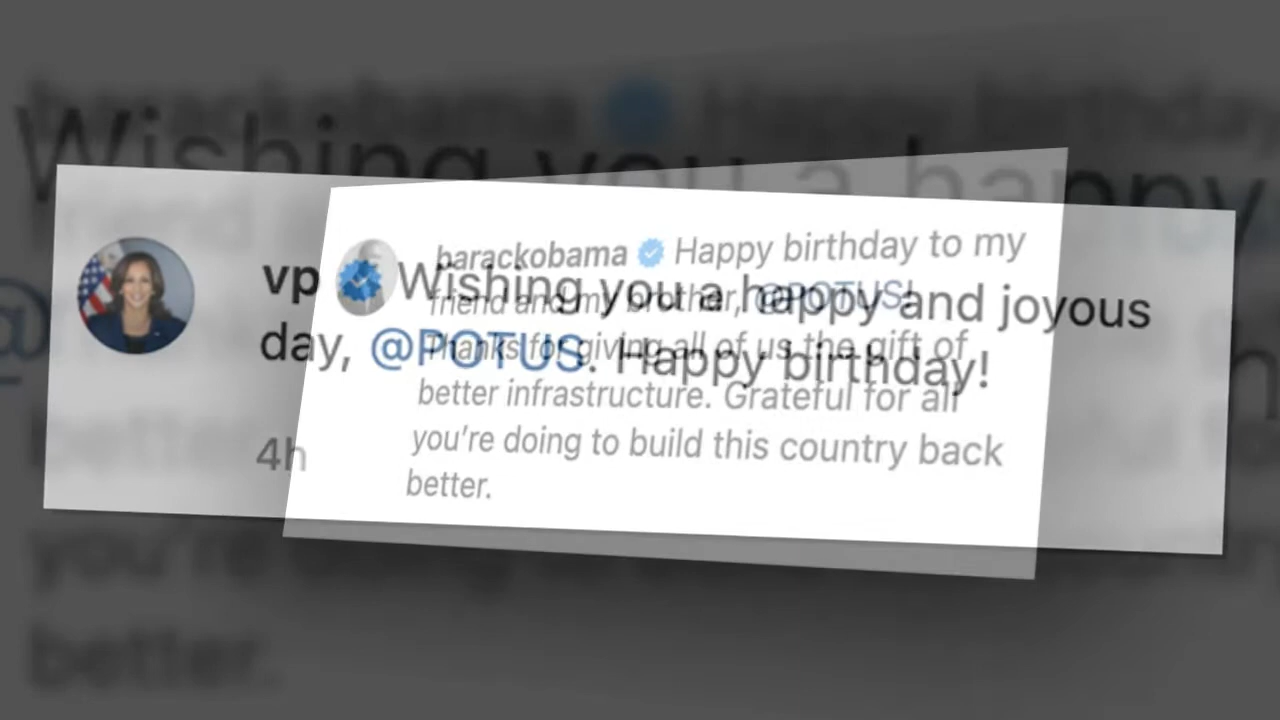 vp Wishing you a happy and joyous
day, @POTUS. Happy birthday!
4h
barackobama Happy birthday to my
friend and my brother, @POTUS!
Thanks for giving all of us the gift of
better infrastructure. Grateful for all
you're doing to build this country back
better.